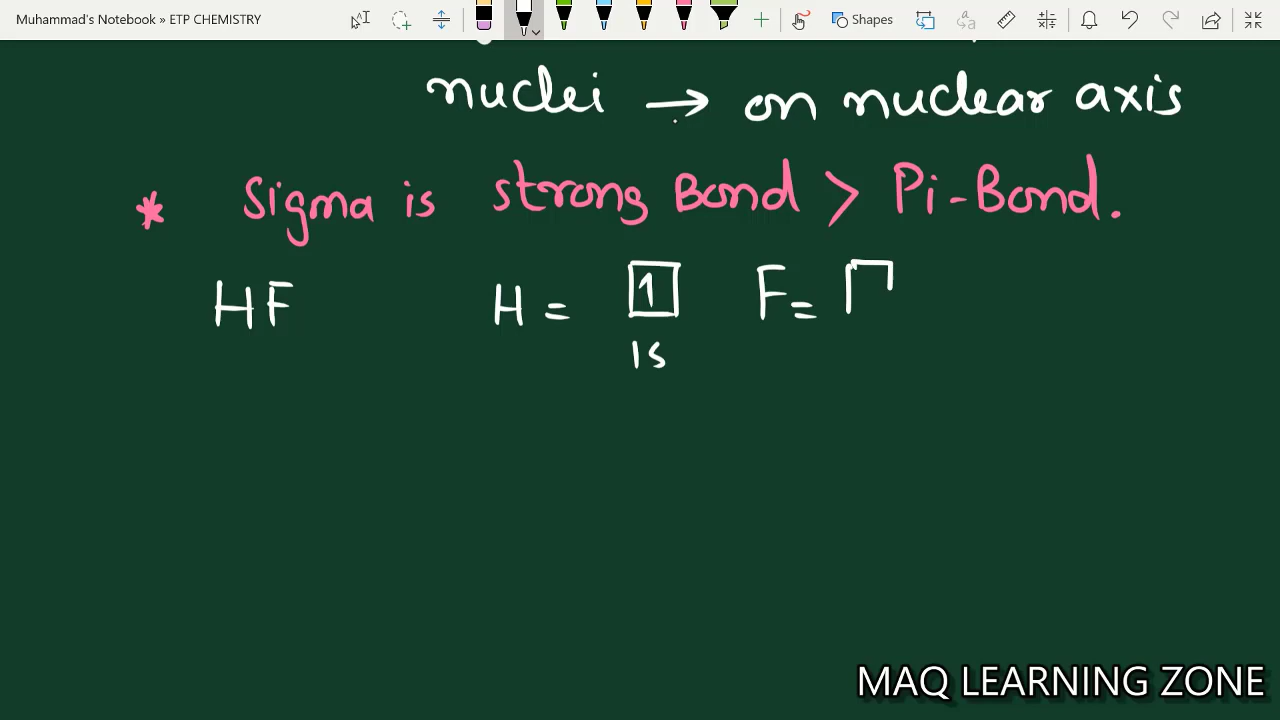 Muhammad's Notebook » ETP CHEMISTRY
Shapes
nuclei → on nuclear axis
* Sigma is strong Bond > Pi-Bond.
HF H = 1 F =
1s
MAQ LEARNING ZONE